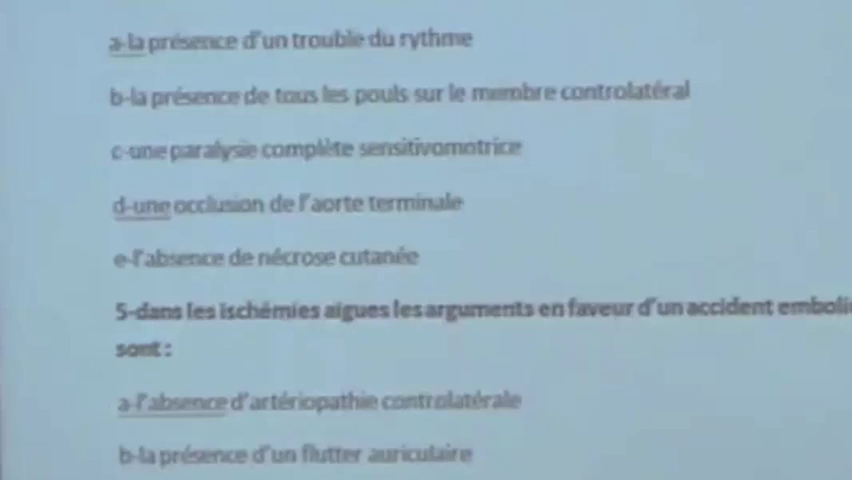 a-la présence d'un trouble du rythme
b-la présence de tous les pouls sur le membre controlatéral
c-une paralysie complète sensitivomotrice
d-une occlusion de l'aorte terminale
e-l'absence de nécrose cutanée
5-dans les ischémies aigues les arguments en faveur d'un accident emboli
sont :
a-l'absence d'artériopathie controlatérale
b-la présence d'un flutter auriculaire